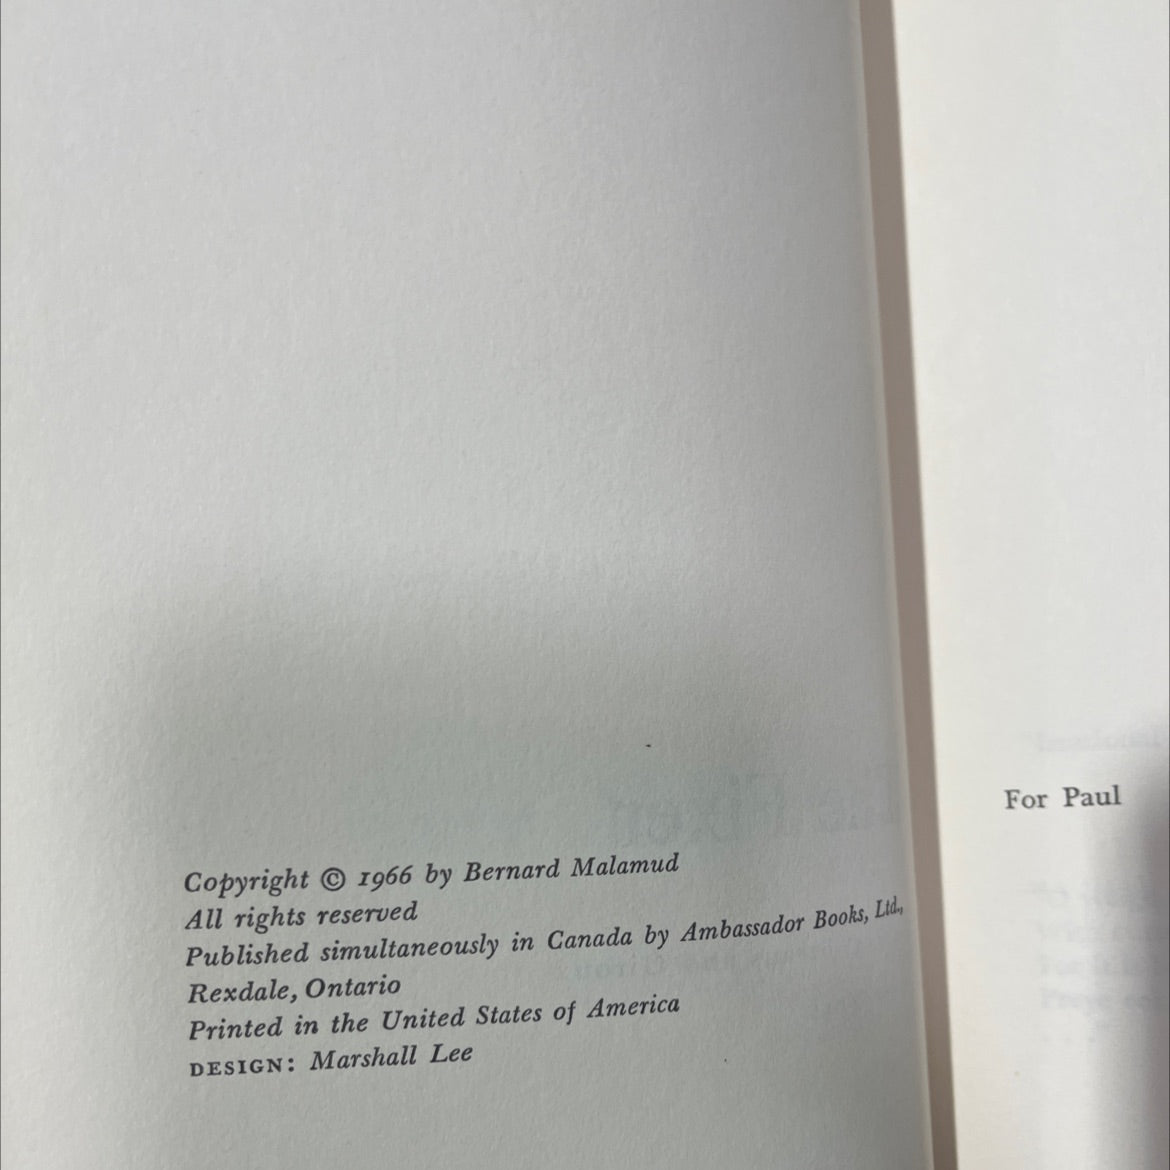 Copyright © 1966 by Bernard Malamud
All rights reserved
Published simultaneously in Canada by Ambassador Books, Ltd.,
Rexdale, Ontario
Printed in the United States of America
DESIGN: Marshall Lee
For Paul